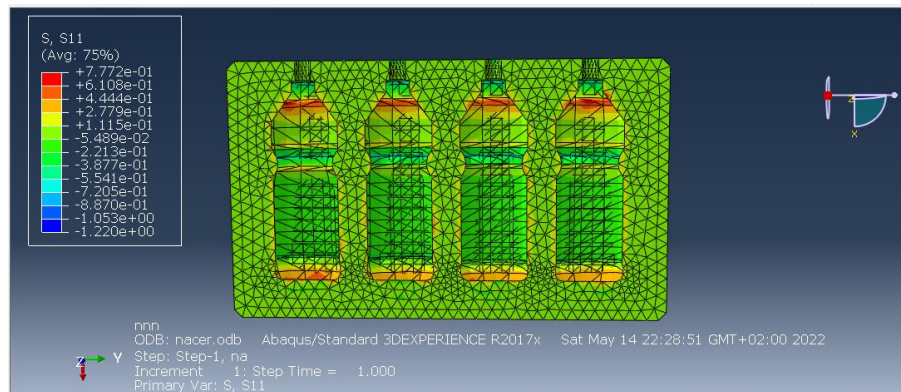 S, S11
(Avg: 75%)
+7.772e-01
+6.108e-01
+4.444e-01
+2.779e-01
+1.115e-01
-5.489e-02
-2.213e-01
-3.877e-01
-5.541e-01
-7.205e-01
-8.870e-01
-1.053e+00
-1.220e+00
Z
X
nnn
ODB: nacer.odb Abaqus/Standard 3DEXPERIENCE R2017x Sat May 14 22:28:51 GMT+02:00 2022
Z Y Step: Step-1, na
Increment 1: Step Time = 1.000
Primary Var: S, S11